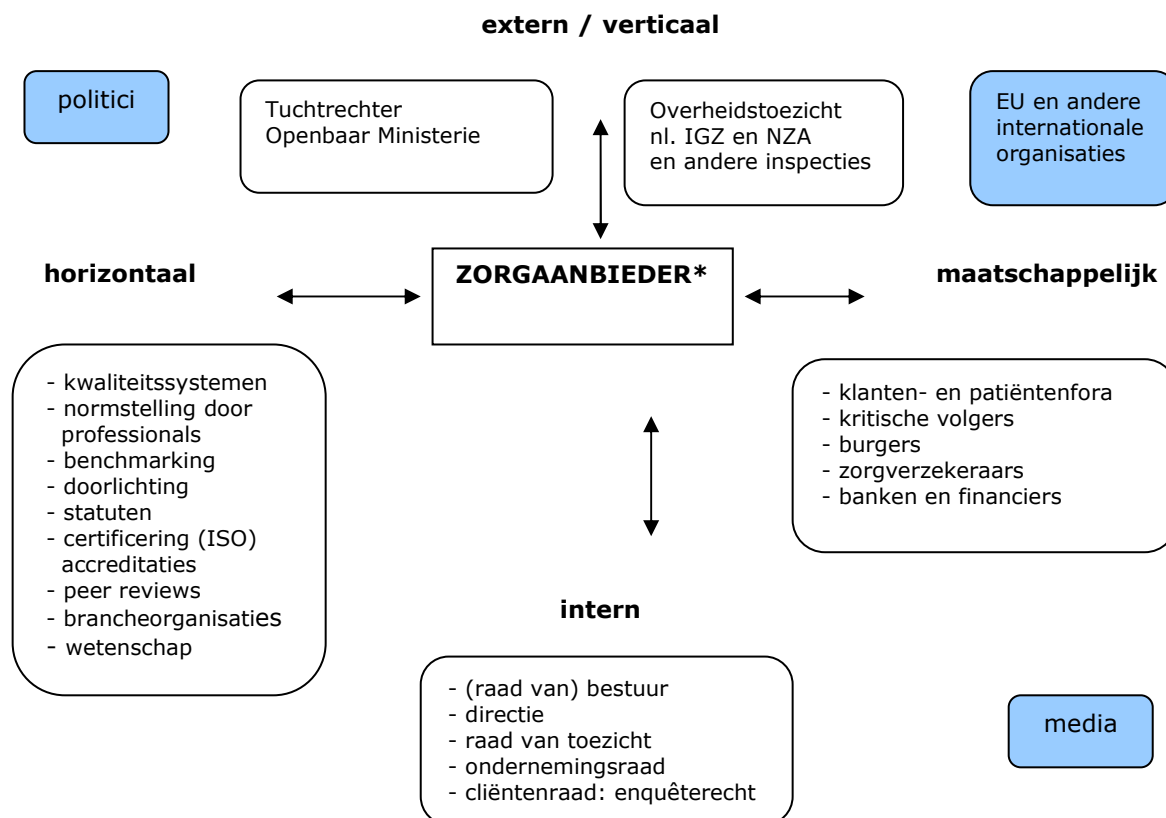 extern / verticaal
politici
Tuchtrechter
Openbaar Ministerie
Overheidstoezicht
nl. IGZ en NZA
en andere inspecties
EU en andere
internationale
organisaties
horizontaal
ZORGAANBIEDER*
maatschappelijk
- kwaliteitssystemen
- normstelling door
professionals
- benchmarking
- doorlichting
- statuten
- certificering (ISO)
accreditaties
- peer reviews
- brancheorganisaties
- wetenschap
- klanten- en patiëntenfora
- kritische volgers
- burgers
- zorgverzekeraars
- banken en financiers
intern
- (raad van) bestuur
- directie
- raad van toezicht
- ondernemingsraad
- cliëntenraad: enquêterecht
media